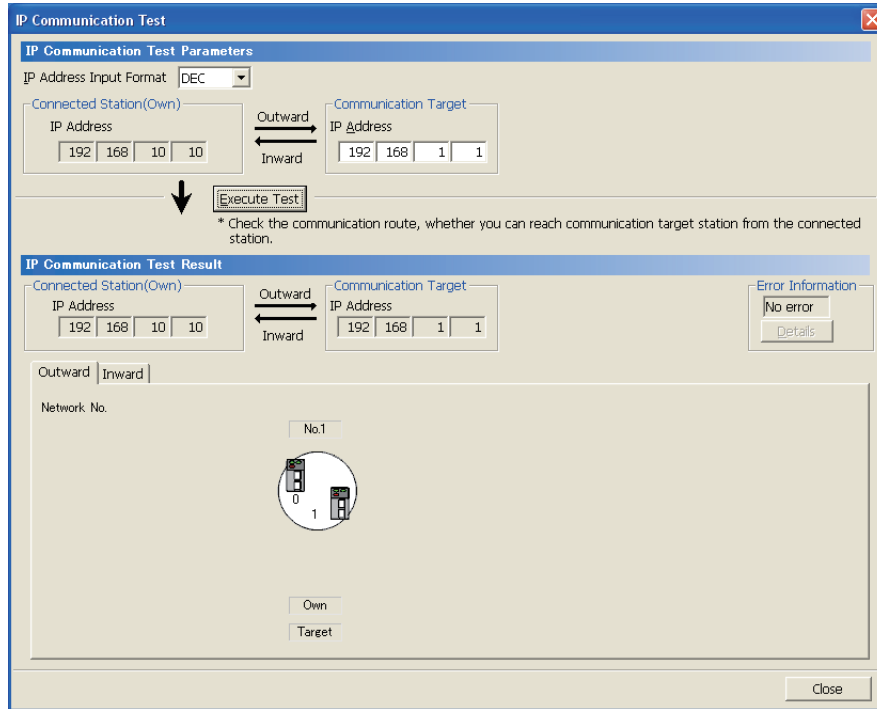 IP Communication Test
IP Communication Test Parameters
IP Address Input Format DEC
Connected Station(Own)
IP Address
192 168 10 10
Outward
Inward
Communication Target
IP Address
192 168 1 1
Execute Test
* Check the communication route, whether you can reach communication target station from the connected
station.
IP Communication Test Result
Connected Station(Own)
IP Address
192 168 10 10
Outward
Inward
Communication Target
IP Address
192 168 1 1
Error Information
No error
Details
Outward Inward
Network No.
No.1
0
1
Own
Target
Close